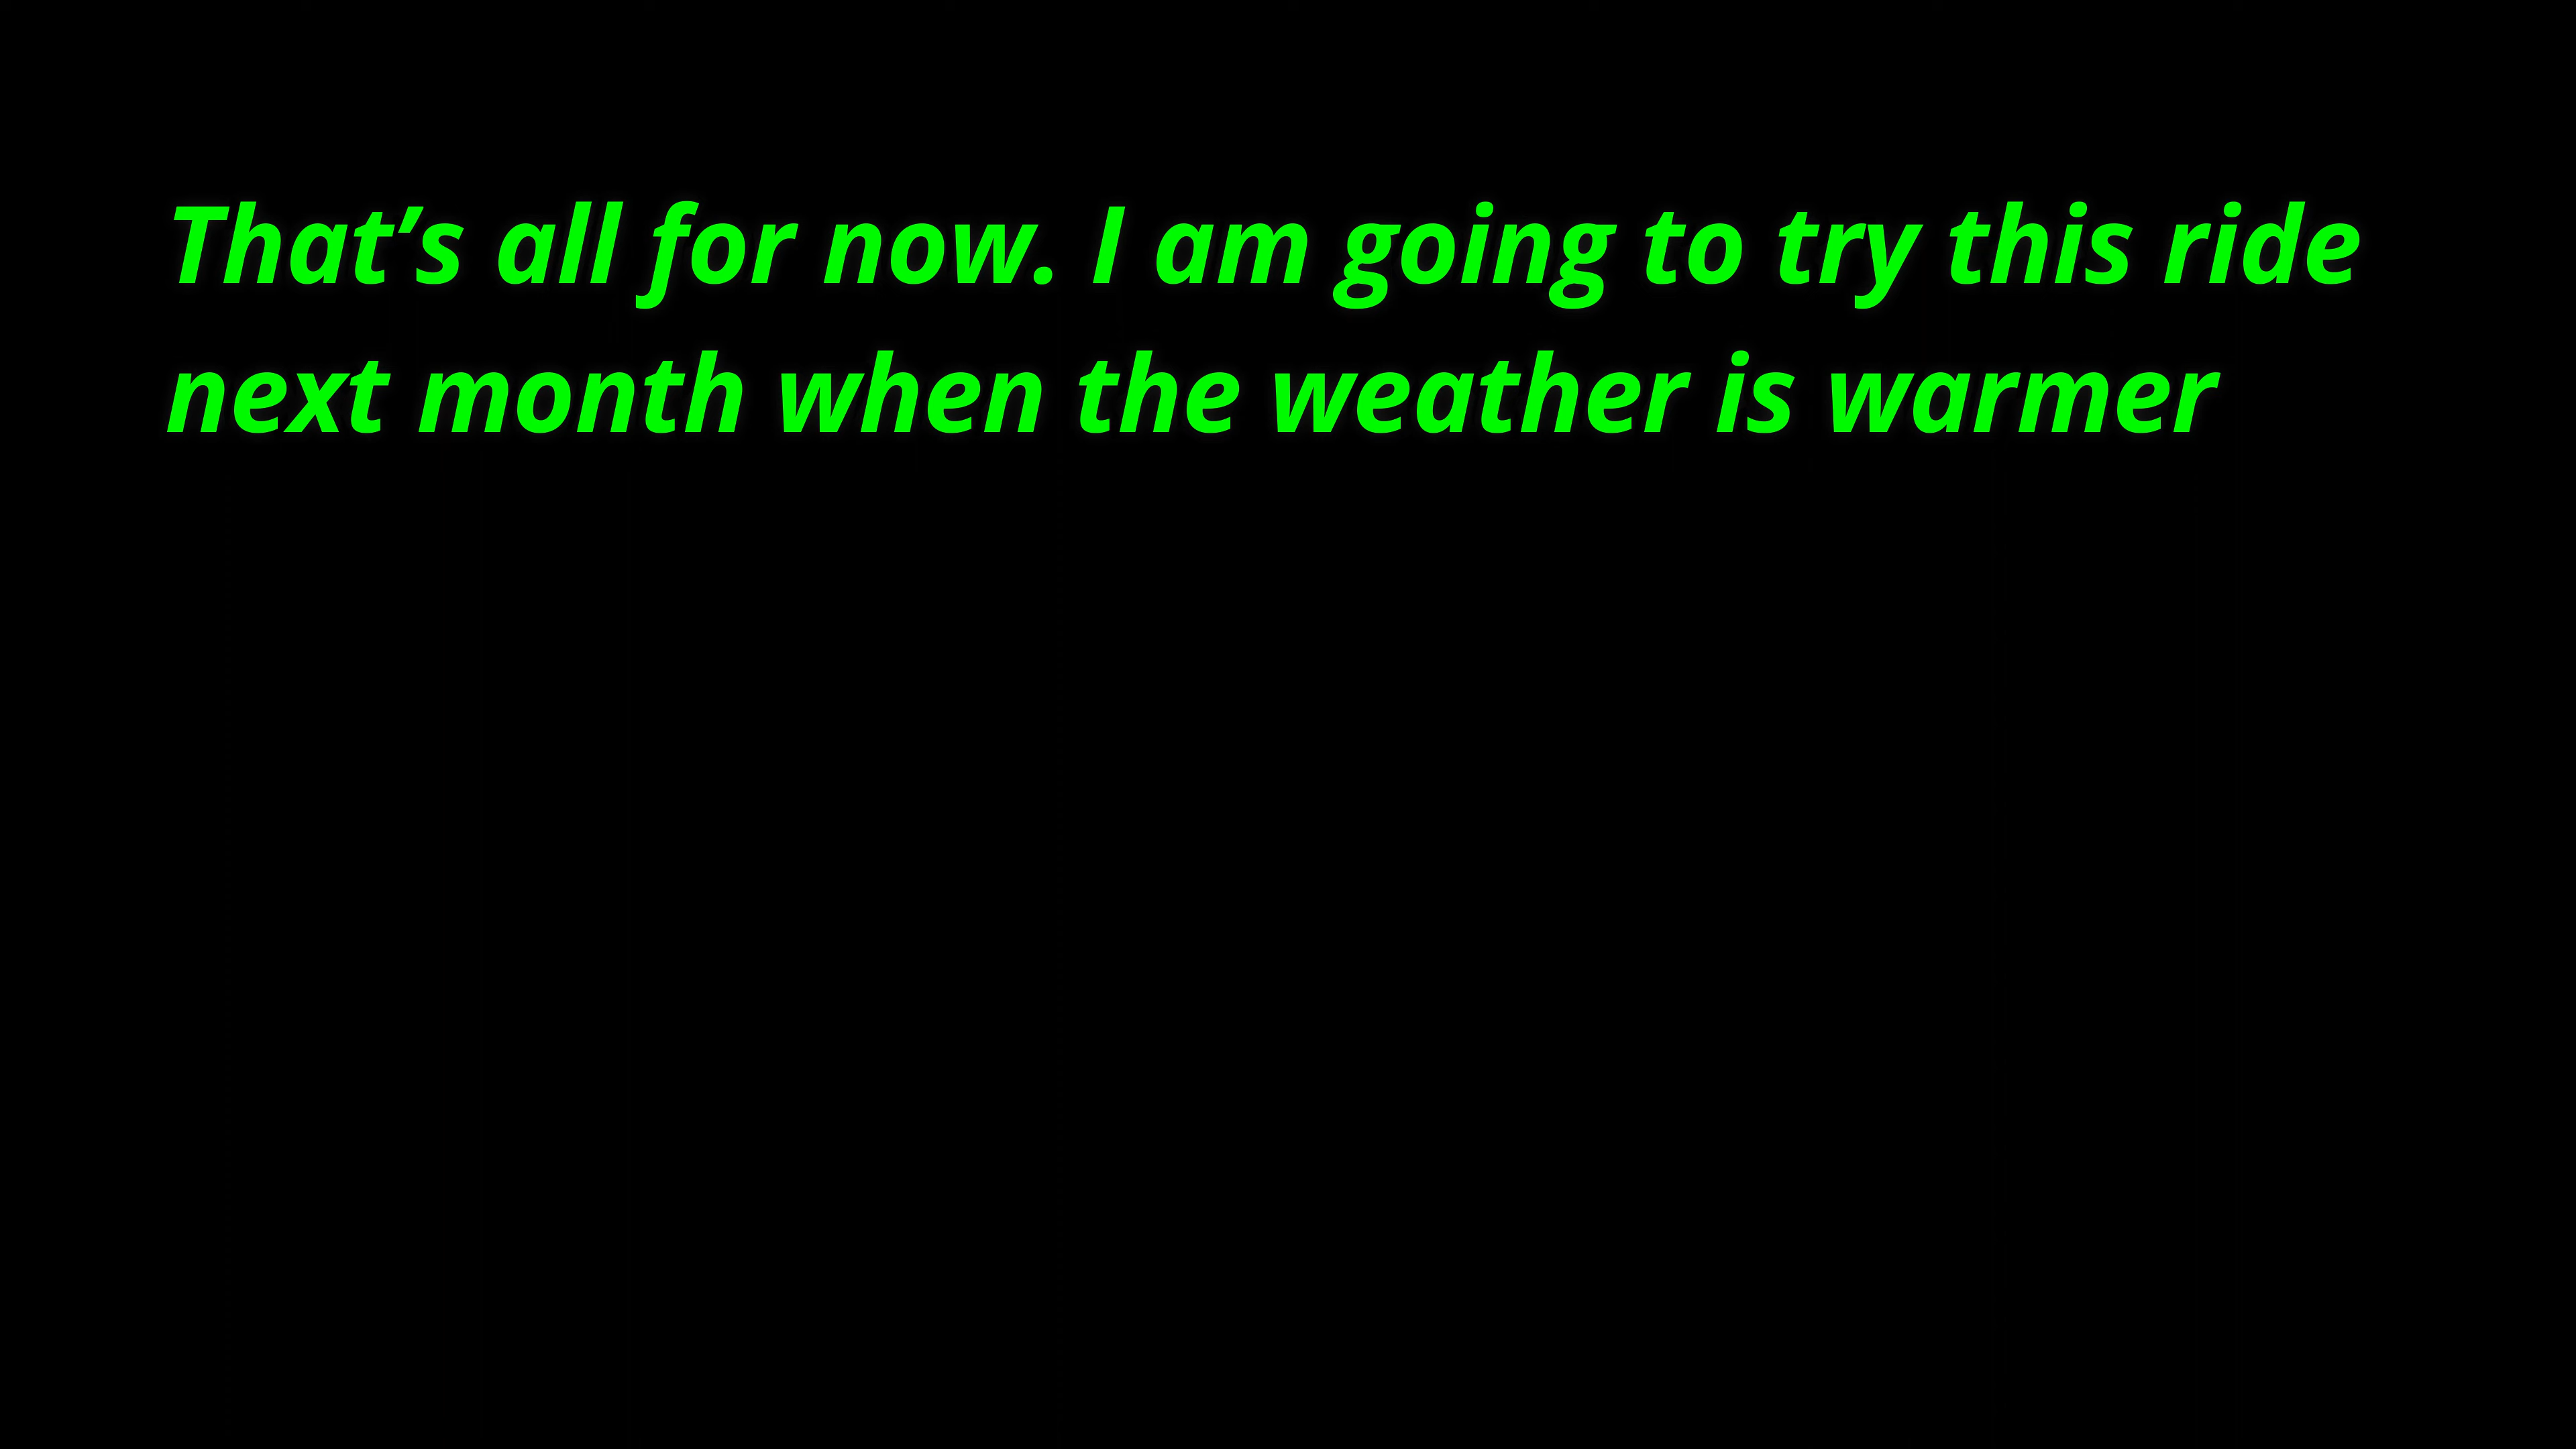 That’s all for now. I am going to try this ride
next month when the weather is warmer